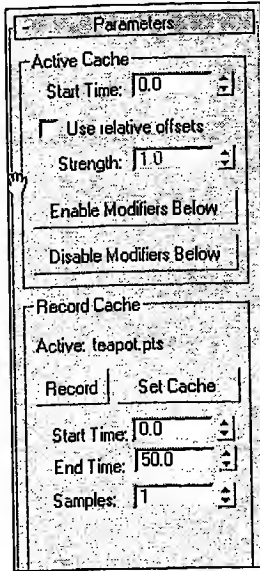 - Parameters
Active Cache
Start Time: 0.0
Use relative offsets
Strength: 1.0
Enable Modifiers Below
Disable Modifiers Below
Record Cache
Active: teapot.pts
Record Set Cache
Start Time: 0.0
End Time: 50.0
Samples: 1